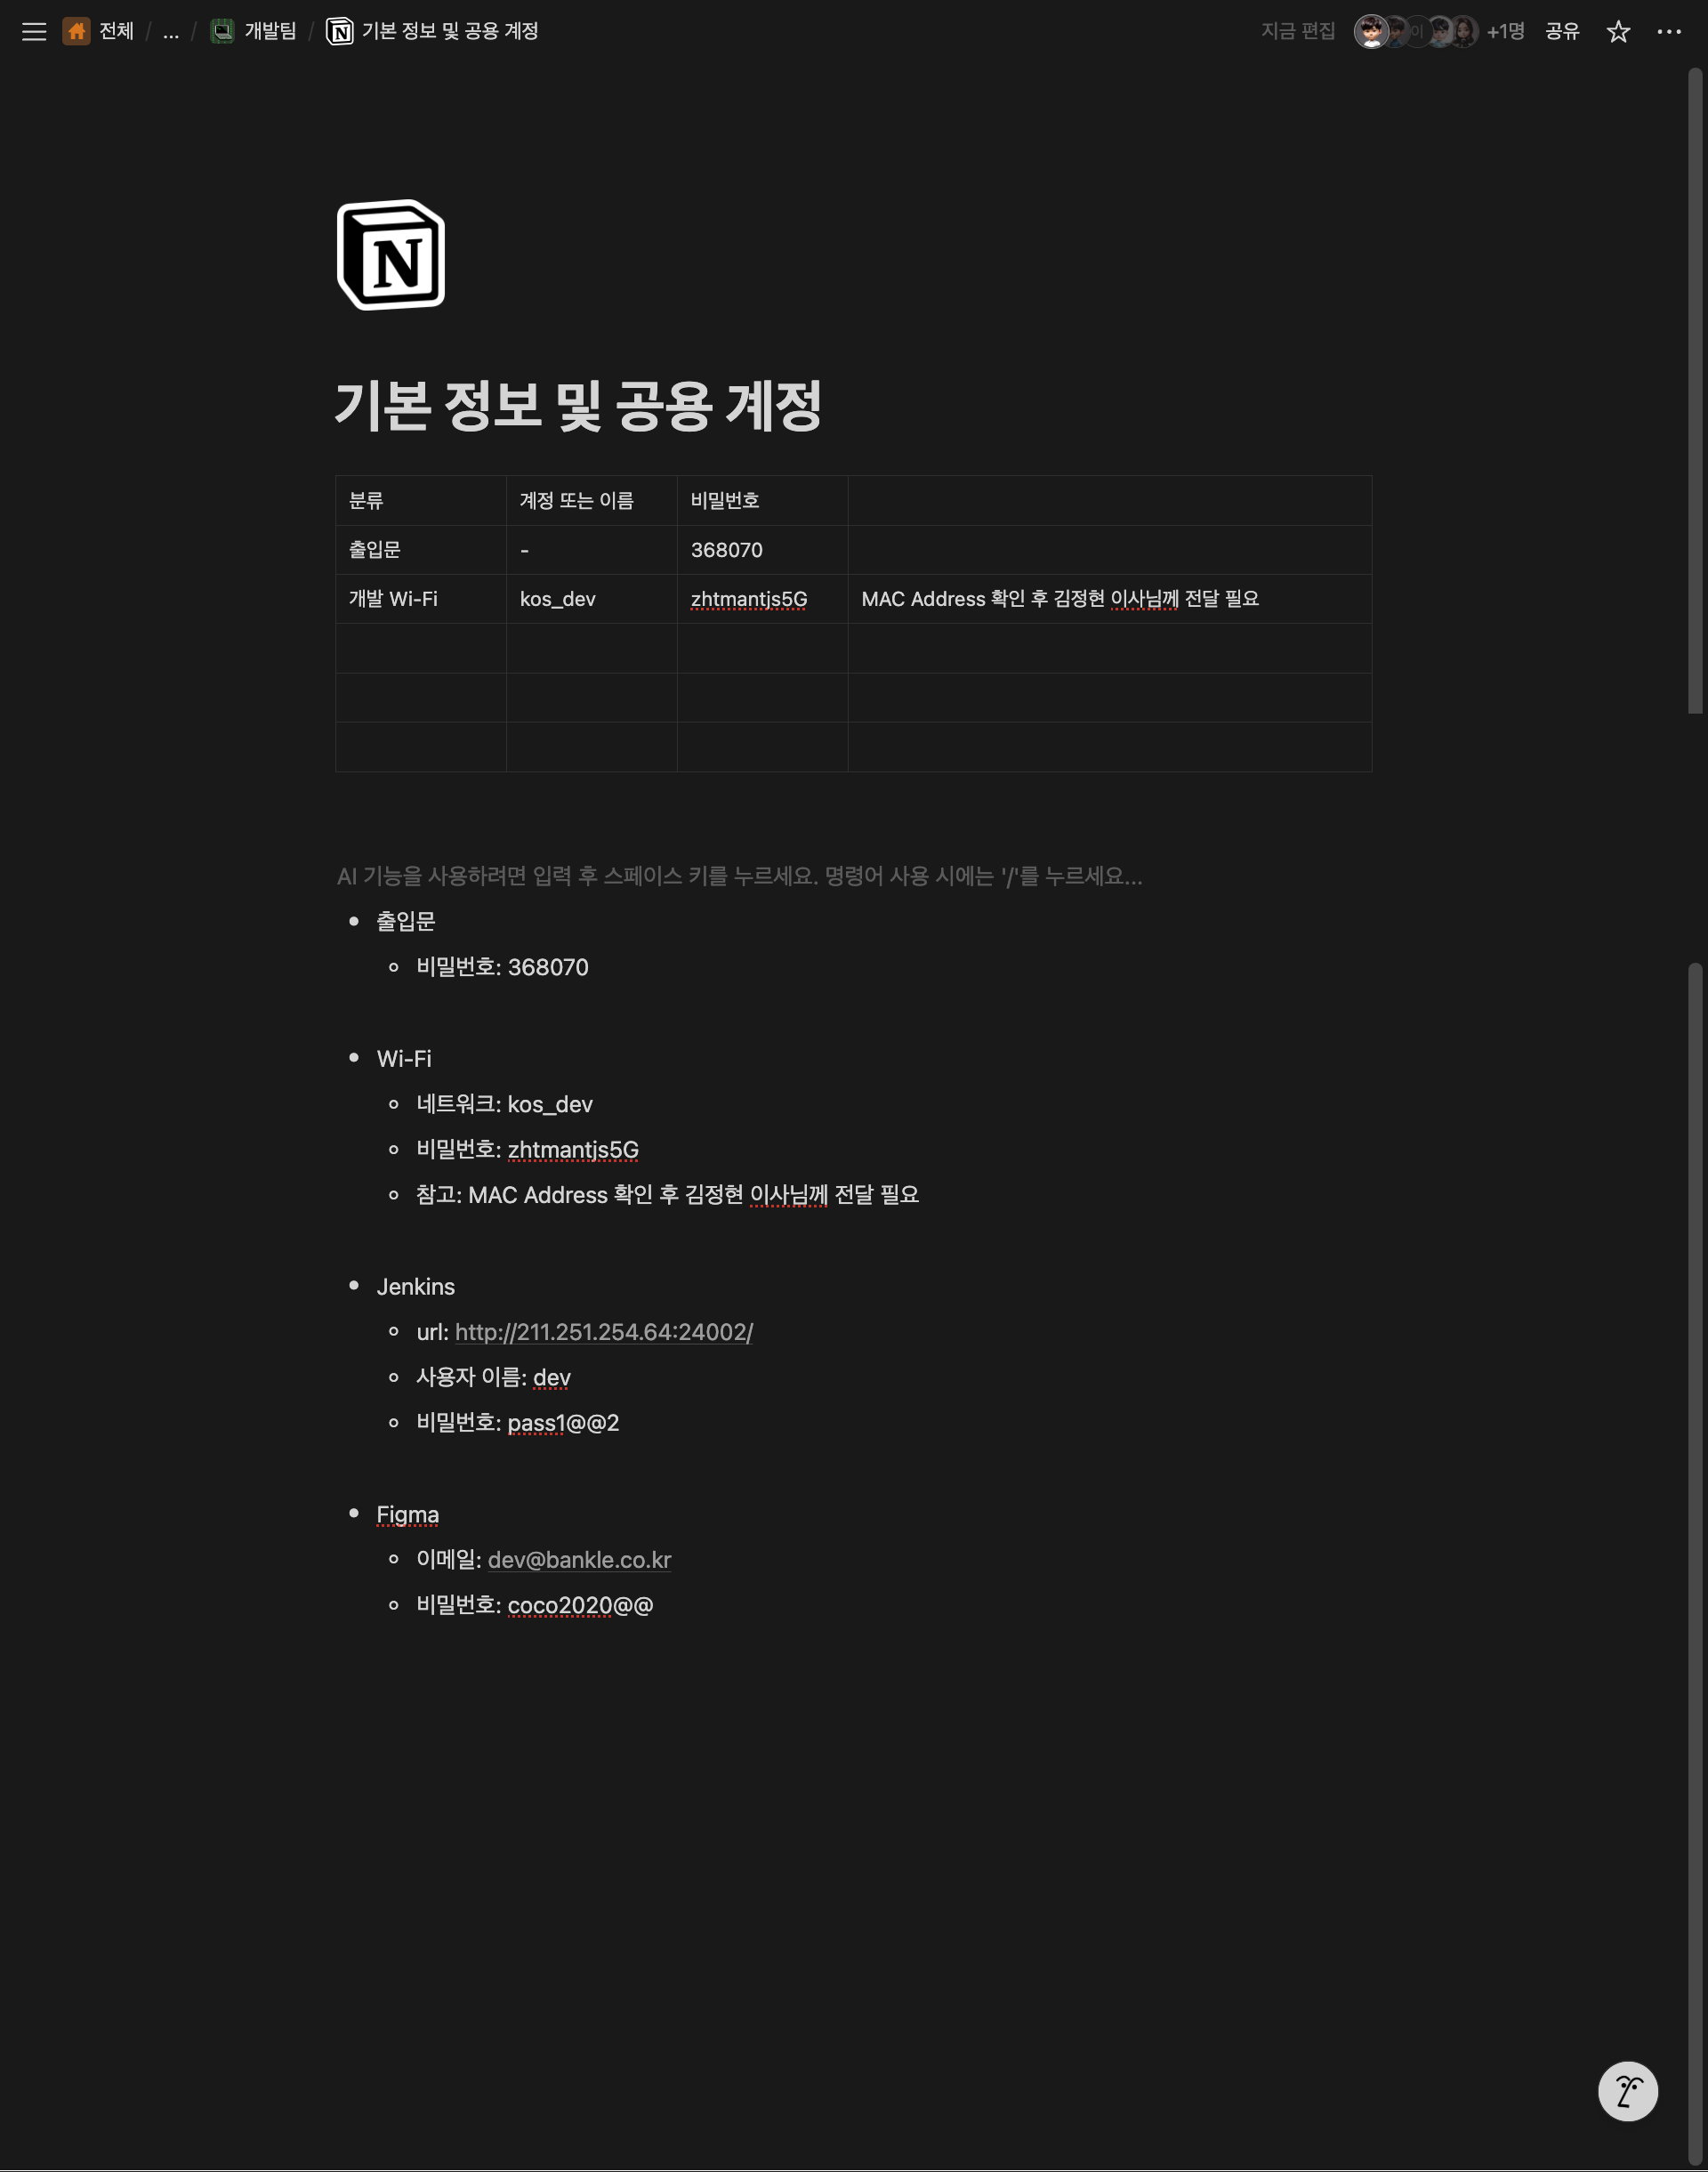 전체 / ... / 개발팀 / 기본 정보 및 공용 계정
지금 편집 이 +1명 공유
N
기본 정보 및 공용 계정
분류 계정 또는 이름 비밀번호
출입문 - 368070
개발 Wi-Fi kos_dev zhtmantjs5G MAC Address 확인 후 김정현 이사님께 전달 필요
AI 기능을 사용하려면 입력 후 스페이스 키를 누르세요. 명령어 사용 시에는 '/'를 누르세요...
출입문
비밀번호: 368070
Wi-Fi
네트워크: kos_dev
비밀번호: zhtmantjs5G
참고: MAC Address 확인 후 김정현 이사님께 전달 필요
Jenkins
url: http://211.251.254.64:24002/
사용자 이름: dev
비밀번호: pass1@@2
Figma
이메일: dev@bankle.co.kr
비밀번호: coco2020@@